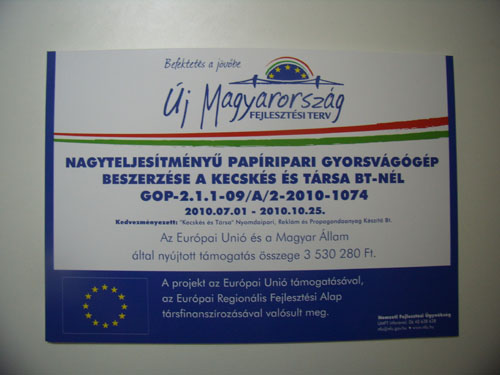 Befektetés a jövőbe
Új Magyarország
FEJLESZTÉSI TERV
NAGYTELJESÍTMÉNYŰ PAPÍRIPARI GYORSVÁGÓGÉP
BESZERZÉSE A KECSKÉS ÉS TÁRSA BT-NÉL
GOP-2.1.1-09/A/2-2010-1074
2010.07.01 - 2010.10.25.
Kedvezményezett: "Kecskés és Társa" Nyomdaipari, Reklám és Propagandaanyag Készítő Bt.
Az Európai Unió és a Magyar Állam
által nyújtott támogatás összege 3 530 280 Ft.
A projekt az Európai Unió támogatásával,
az Európai Regionális Fejlesztési Alap
társfinanszírozásával valósult meg.
Nemzeti Fejlesztési Ügynökség